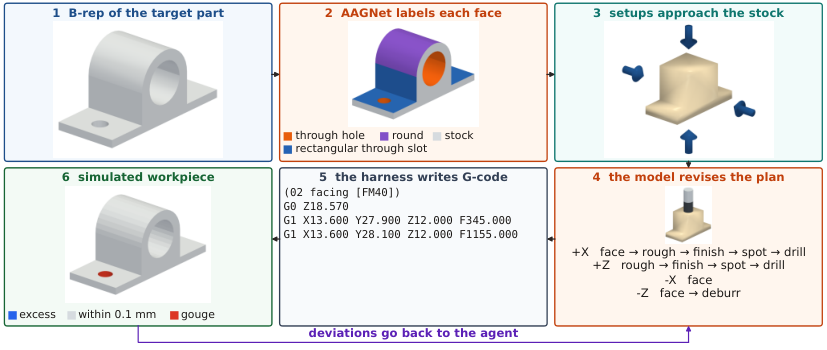 1 B-rep of the target part
2 AAGNet labels each face
through hole round stock
rectangular through slot
3 setups approach the stock
4 the model revises the plan
+X face → rough → finish → spot → drill
+Z rough → finish → spot → drill
-X face
-Z face → deburr
5 the harness writes G-code
(02 facing [FM40])
G0 Z18.570
G1 X13.600 Y27.900 Z12.000 F345.000
G1 X13.600 Y28.100 Z12.000 F1155.000
6 simulated workpiece
excess within 0.1 mm gouge
deviations go back to the agent